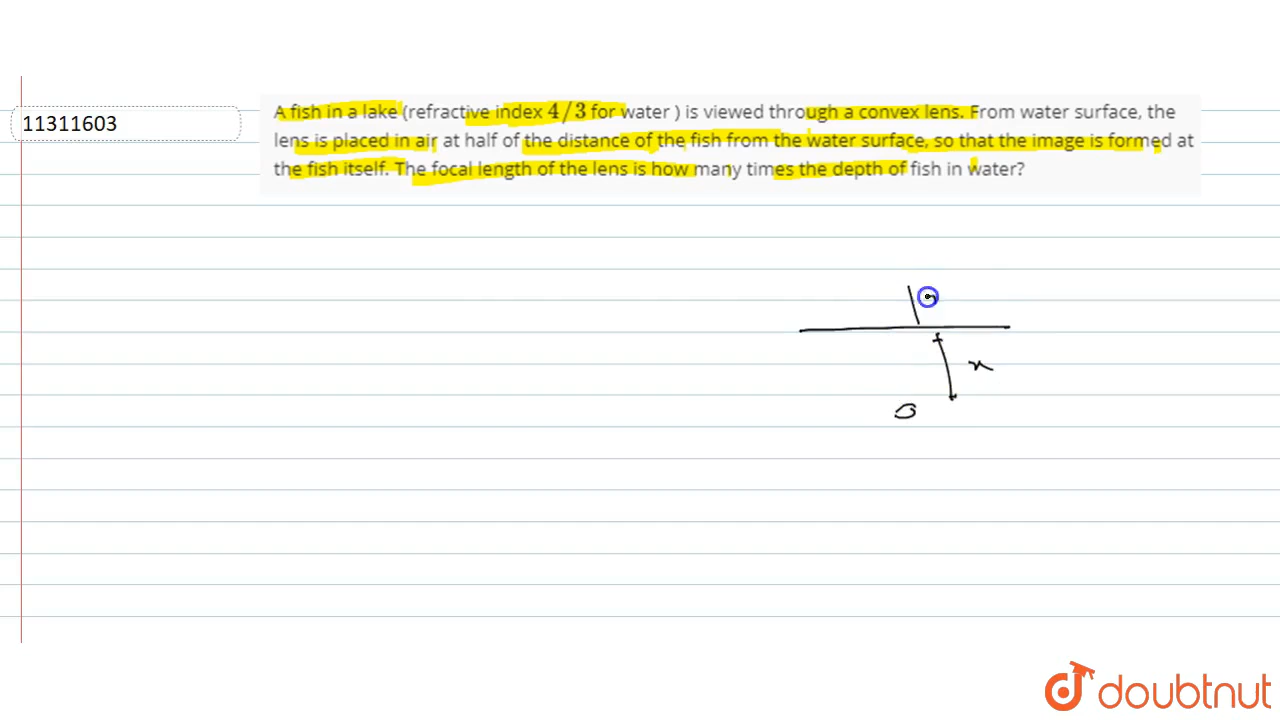 11311603
A fish in a lake (refractive index 4/3 for water ) is viewed through a convex lens. From water surface, the
lens is placed in air at half of the distance of the fish from the water surface, so that the image is formed at
the fish itself. The focal length of the lens is how many times the depth of fish in water?
x
O
doubtnut